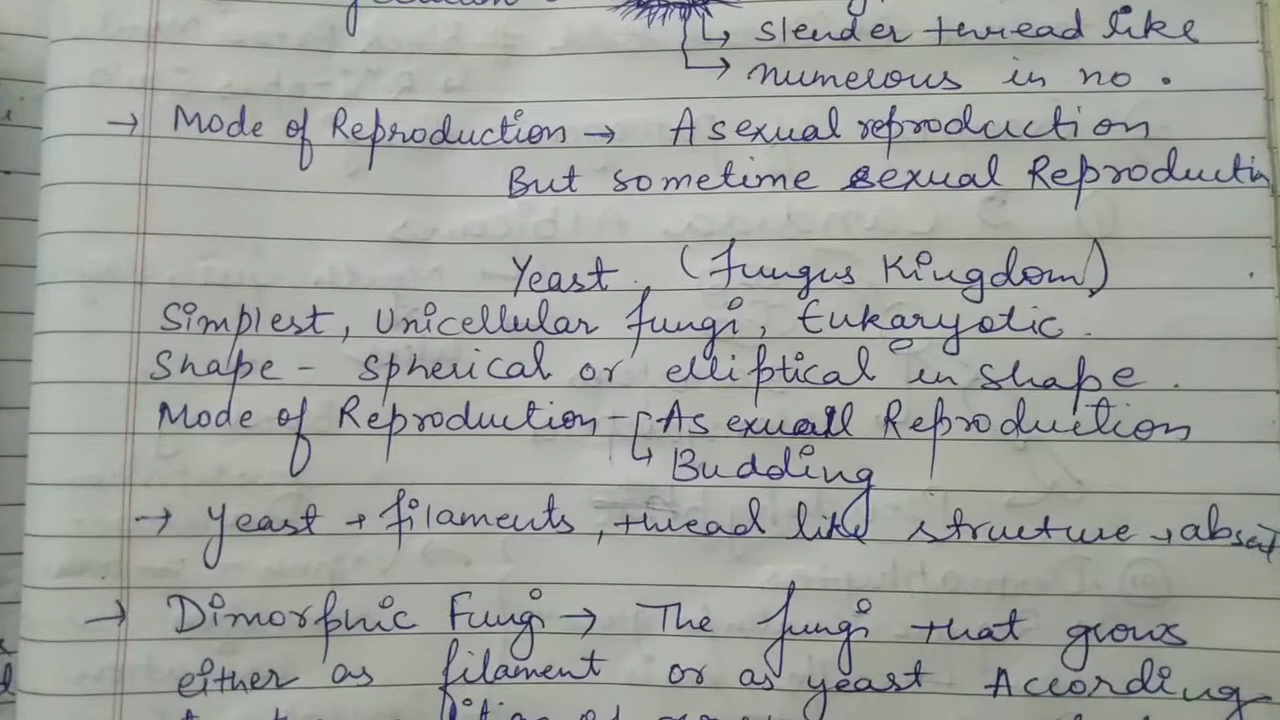 ↳ slender thread like
→ numerous in no.
→ Mode of Reproduction → Asexual reproduction
But sometime sexual Reproductin
Yeast (fungus Kingdom)
Simplest, Unicellular fungi, Eukaryotic.
Shape - Spherical or elliptical in shape.
Mode of Reproduction - Asexuall Reproduction
↳ Budding
→ Yeast → filaments, thread like structure → absent
→ Dimorphic Fungi → The fungi that grows
either as filament or as yeast According